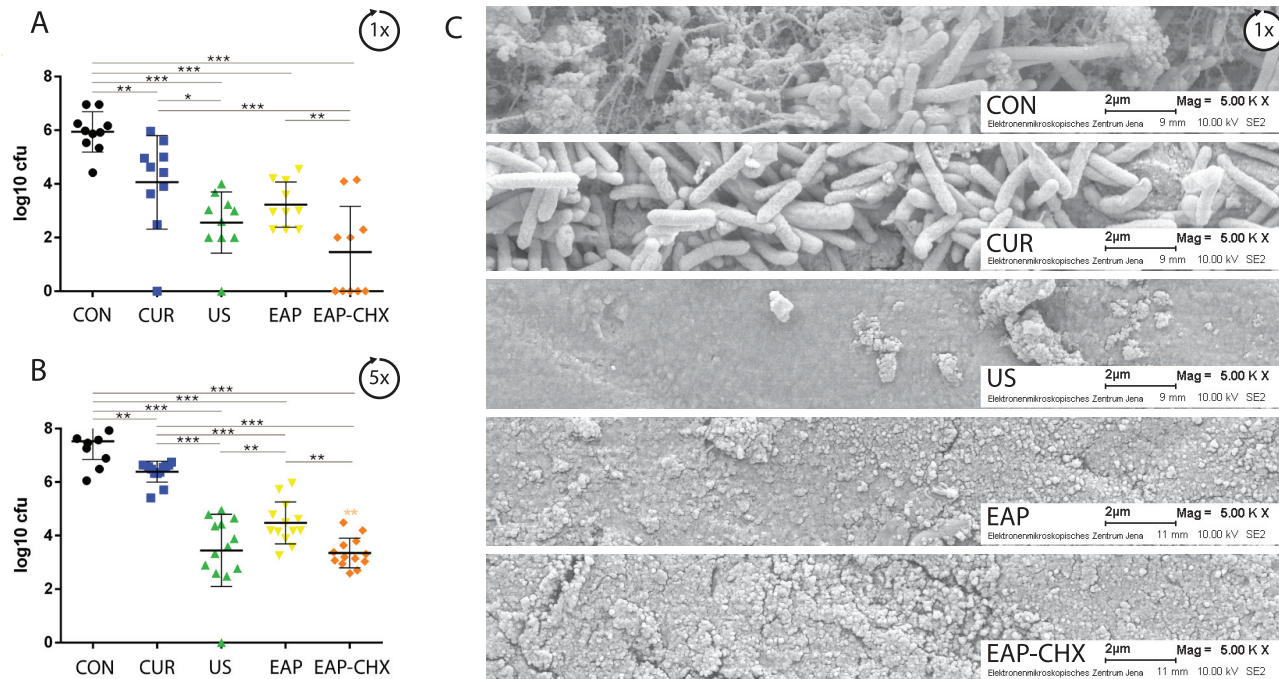 A
1x
***
***
***
**
*
***
**
8
6
4
2
0
log10 cfu
CON CUR US EAP EAP-CHX
B
5x
***
***
***
**
***
***
***
**
**
**
8
6
4
2
0
log10 cfu
CON CUR US EAP EAP-CHX
C
1x
CON 2µm Mag = 5.00 K X
Elektronenmikroskopisches Zentrum Jena 9 mm 10.00 kV SE2
CUR 2µm Mag = 5.00 K X
Elektronenmikroskopisches Zentrum Jena 9 mm 10.00 kV SE2
US 2µm Mag = 5.00 K X
Elektronenmikroskopisches Zentrum Jena 9 mm 10.00 kV SE2
EAP 2µm Mag = 5.00 K X
Elektronenmikroskopisches Zentrum Jena 11 mm 10.00 kV SE2
EAP-CHX 2µm Mag = 5.00 K X
Elektronenmikroskopisches Zentrum Jena 11 mm 10.00 kV SE2